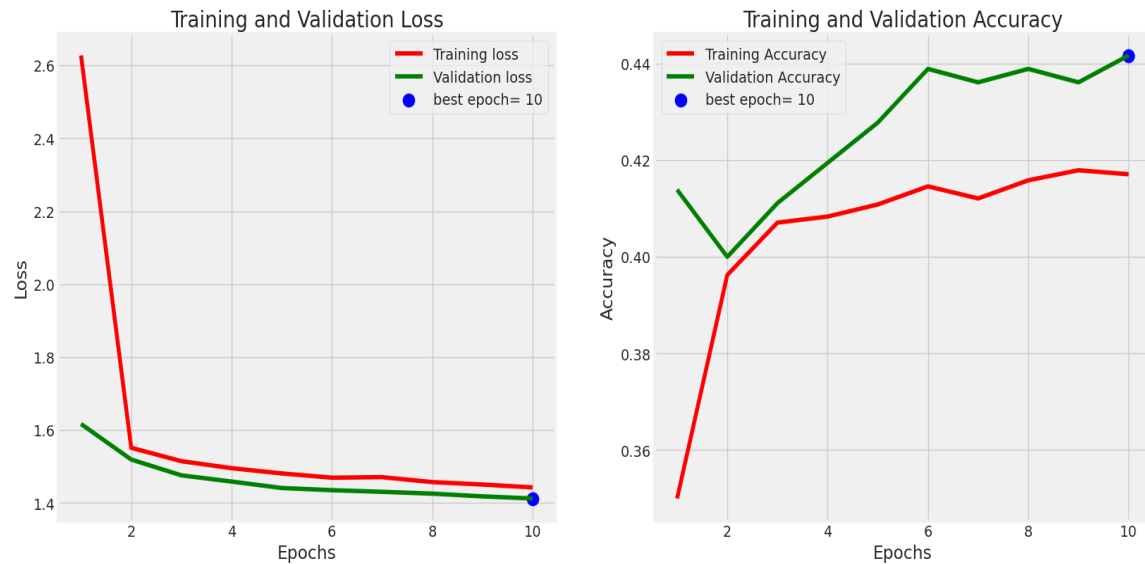 Training and Validation Loss
Training loss
Validation loss
best epoch= 10
2.6
2.4
2.2
2.0
1.8
1.6
1.4
Loss
2 4 6 8 10
Epochs
Training and Validation Accuracy
Training Accuracy
Validation Accuracy
best epoch= 10
0.44
0.42
0.40
0.38
0.36
Accuracy
2 4 6 8 10
Epochs